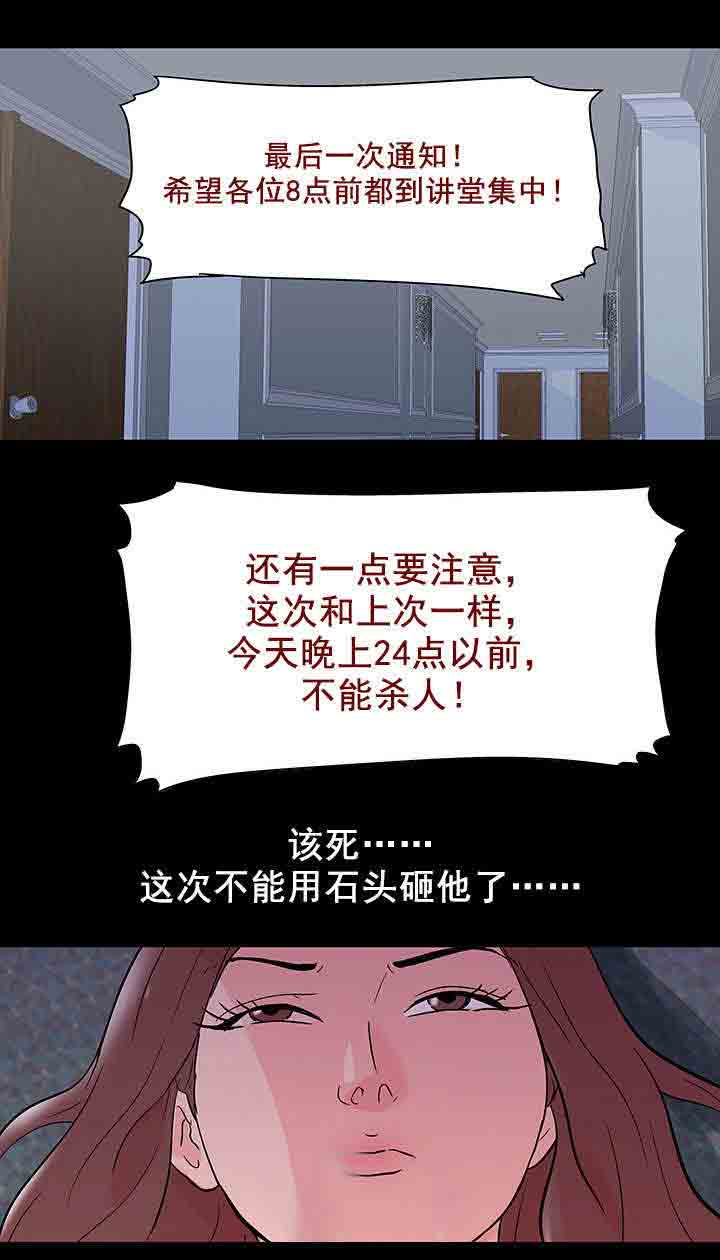 最后一次通知！
希望各位8点前都到讲堂集中！
还有一点要注意，
这次和上次一样，
今天晚上24点以前，
不能杀人！
该死……
这次不能用石头砸他了……